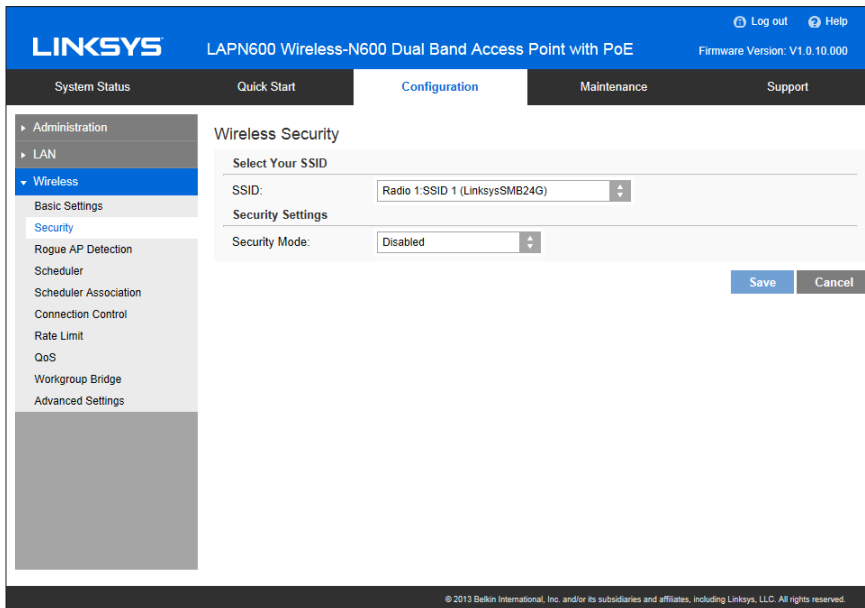 Log out Help
LINKSYS LAPN600 Wireless-N600 Dual Band Access Point with PoE Firmware Version: V1.0.10.000
System Status Quick Start Configuration Maintenance Support
Administration
LAN
Wireless
Basic Settings
Security
Rogue AP Detection
Scheduler
Scheduler Association
Connection Control
Rate Limit
QoS
Workgroup Bridge
Advanced Settings
Wireless Security
Select Your SSID
SSID: Radio 1:SSID 1 (LinksysSMB24G)
Security Settings
Security Mode: Disabled
Save Cancel
© 2013 Belkin International, Inc. and/or its subsidiaries and affiliates, including Linksys, LLC. All rights reserved.